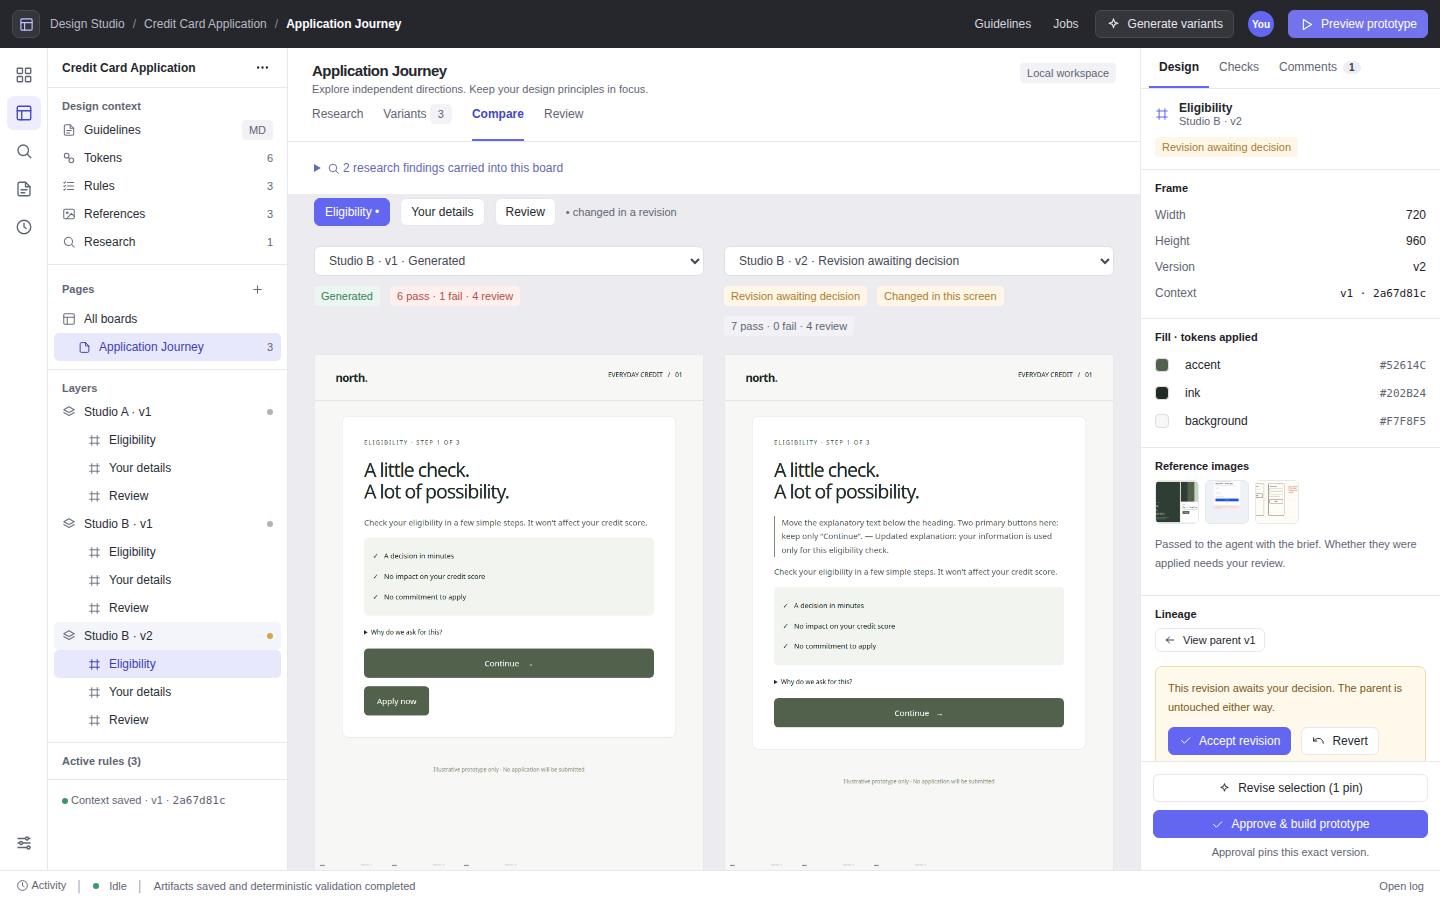 Design Studio / Credit Card Application / Application Journey
Guidelines
Jobs
Generate variants
You
Preview prototype
Credit Card Application
Design context
Guidelines MD
Tokens 6
Rules 3
References 3
Research 1
Pages
All boards
Application Journey 3
Layers
Studio A · v1
Eligibility
Your details
Review
Studio B · v1
Eligibility
Your details
Review
Studio B · v2
Eligibility
Your details
Review
Active rules (3)
Context saved · v1 · 2a67d81c
Application Journey
Explore independent directions. Keep your design principles in focus.
Local workspace
Research
Variants 3
Compare
Review
2 research findings carried into this board
Eligibility •
Your details
Review
• changed in a revision
Studio B · v1 · Generated
Generated
6 pass · 1 fail · 4 review
north.
EVERYDAY CREDIT / 01
ELIGIBILITY · STEP 1 OF 3
A little check.
A lot of possibility.
Check your eligibility in a few simple steps. It won't affect your credit score.
✓ A decision in minutes
✓ No impact on your credit score
✓ No commitment to apply
Why do we ask for this?
Continue →
Apply now
Illustrative prototype only · No application will be submitted
Studio B · v2 · Revision awaiting decision
Revision awaiting decision
Changed in this screen
7 pass · 0 fail · 4 review
north.
EVERYDAY CREDIT / 01
ELIGIBILITY · STEP 1 OF 3
A little check.
A lot of possibility.
Move the explanatory text below the heading. Two primary buttons here:
keep only "Continue". — Updated explanation: your information is used
only for this eligibility check.
Check your eligibility in a few simple steps. It won't affect your credit score.
✓ A decision in minutes
✓ No impact on your credit score
✓ No commitment to apply
Why do we ask for this?
Continue →
Illustrative prototype only · No application will be submitted
Design
Checks
Comments 1
Eligibility
Studio B · v2
Revision awaiting decision
Frame
Width 720
Height 960
Version v2
Context v1 · 2a67d81c
Fill · tokens applied
accent #52614C
ink #202B24
background #F7F8F5
Reference images
Passed to the agent with the brief. Whether they were
applied needs your review.
Lineage
View parent v1
This revision awaits your decision. The parent is
untouched either way.
Accept revision
Revert
Revise selection (1 pin)
Approve & build prototype
Approval pins this exact version.
Activity
Idle
Artifacts saved and deterministic validation completed
Open log